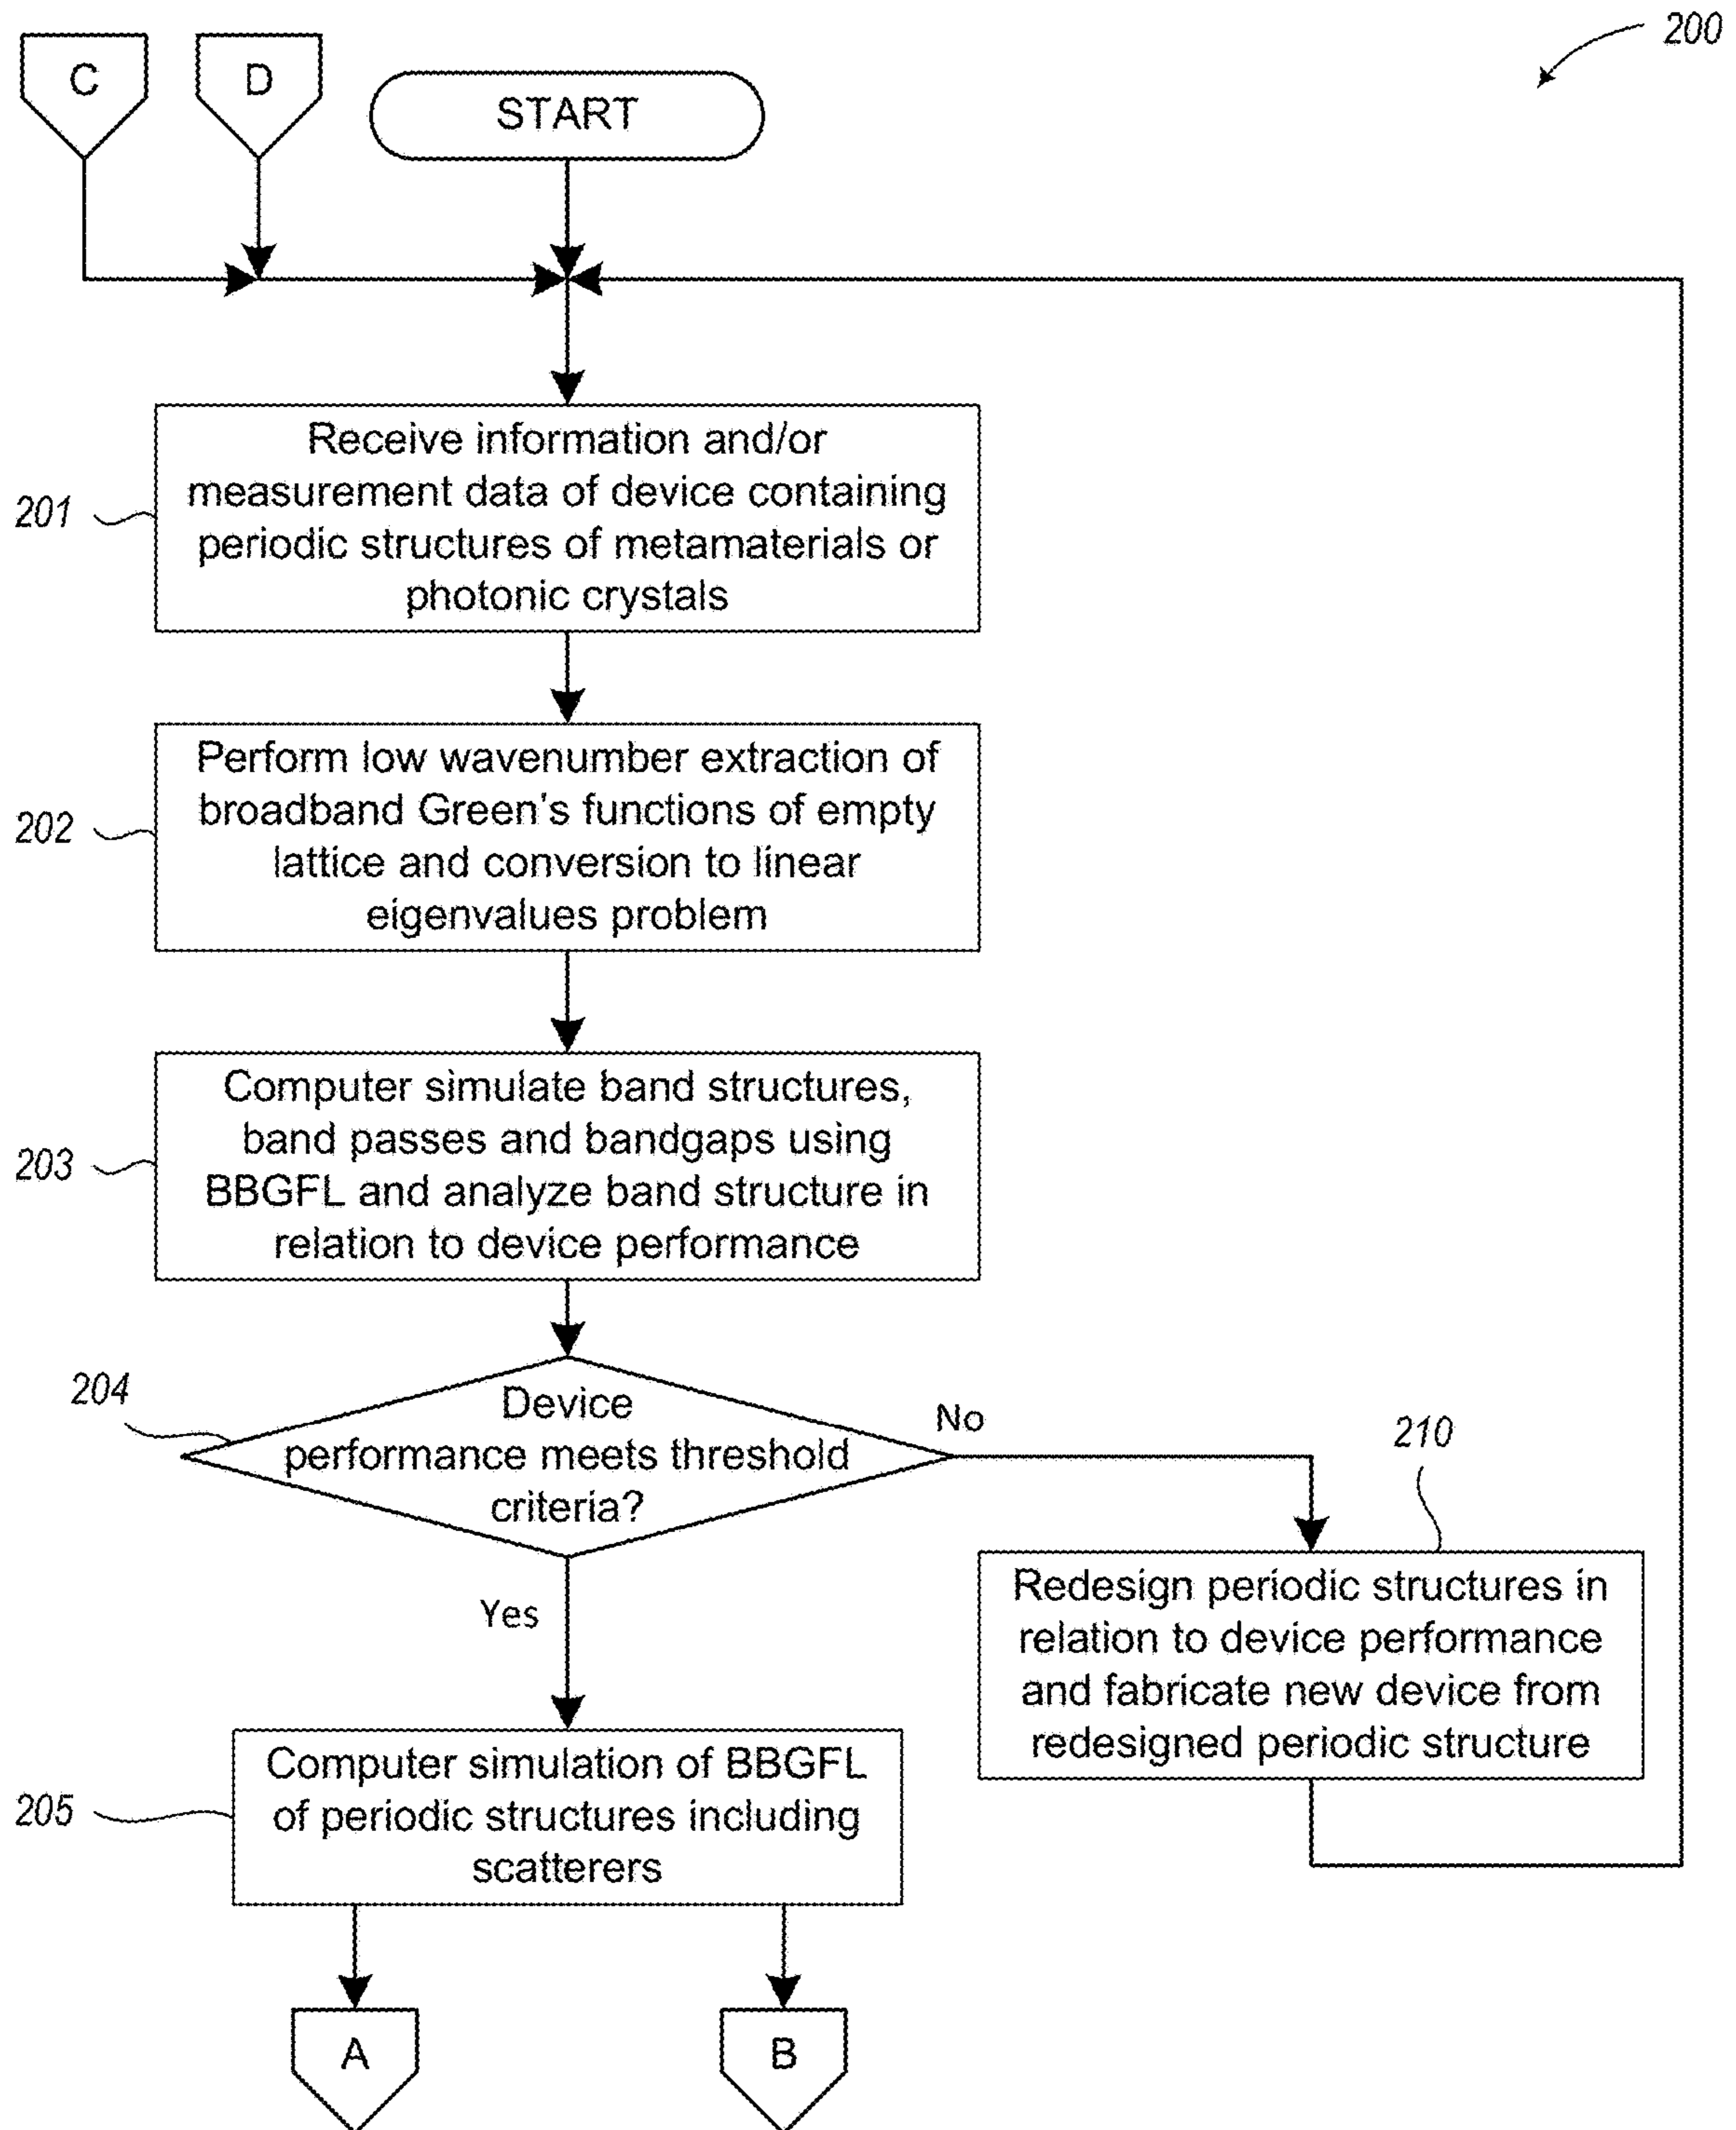 200
C
D
START
201
Receive information and/or
measurement data of device containing
periodic structures of metamaterials or
photonic crystals
202
Perform low wavenumber extraction of
broadband Green's functions of empty
lattice and conversion to linear
eigenvalues problem
203
Computer simulate band structures,
band passes and bandgaps using
BBGFL and analyze band structure in
relation to device performance
204
Device
performance meets threshold
criteria?
No
Yes
210
Redesign periodic structures in
relation to device performance
and fabricate new device from
redesigned periodic structure
205
Computer simulation of BBGFL
of periodic structures including
scatterers
A
B